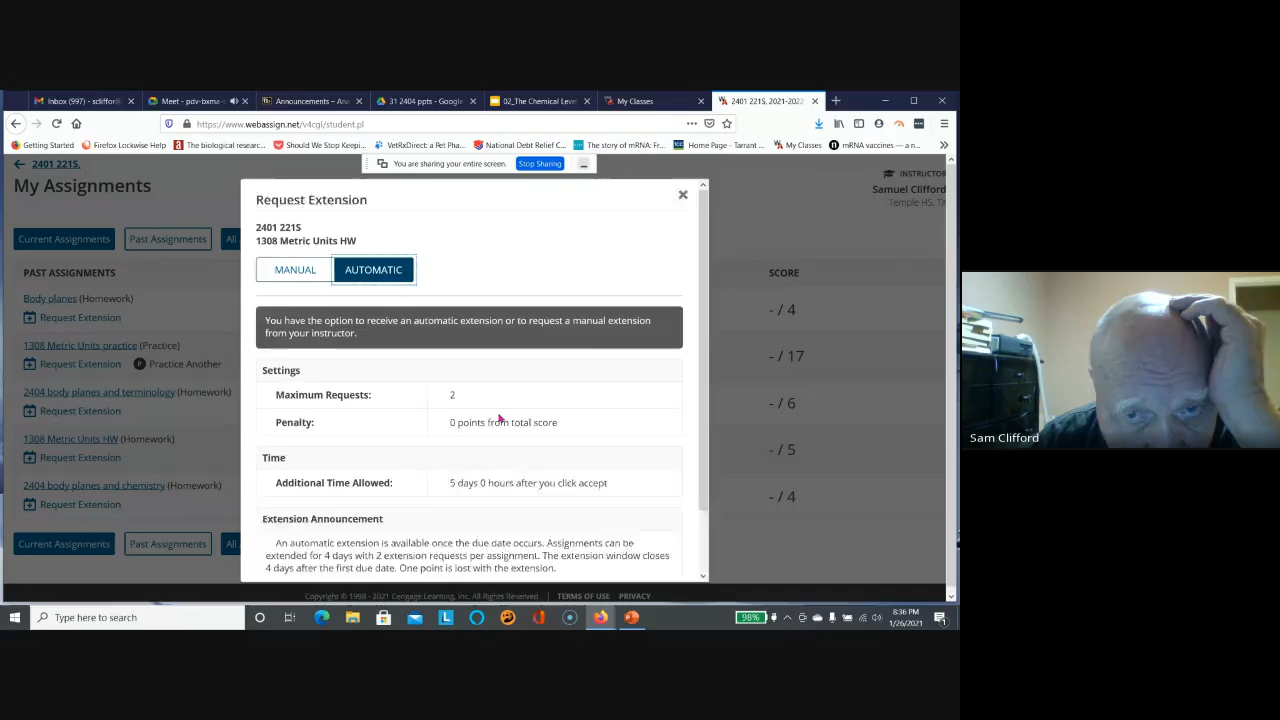 Inbox (997) - scliffor@
Meet - pdv-bxma-
Announcements – Ana
31 2404 ppts - Google
02_The Chemical Leve
My Classes
2401 221S, 2021-2022
https://www.webassign.net/v4cgi/student.pl
Getting Started
Firefox Lockwise Help
The biological researc...
Should We Stop Keepi...
VetRxDirect: a Pet Pha...
National Debt Relief C...
The story of mRNA: Fr...
Home Page - Tarrant ...
My Classes
mRNA vaccines — a n...
You are sharing your entire screen.
Stop Sharing
2401 221S,
My Assignments
INSTRUCTOR
Samuel Clifford
Temple HS, TX
Current Assignments
Past Assignments
All
PAST ASSIGNMENTS
SCORE
Body planes (Homework)
Request Extension
- / 4
1308 Metric Units practice (Practice)
Request Extension
P Practice Another
- / 17
2404 body planes and terminology (Homework)
Request Extension
- / 6
1308 Metric Units HW (Homework)
Request Extension
- / 5
2404 body planes and chemistry (Homework)
Request Extension
- / 4
Current Assignments
Past Assignments
All
Request Extension
2401 221S
1308 Metric Units HW
MANUAL
AUTOMATIC
You have the option to receive an automatic extension or to request a manual extension
from your instructor.
Settings
Maximum Requests: 2
Penalty: 0 points from total score
Time
Additional Time Allowed: 5 days 0 hours after you click accept
Extension Announcement
An automatic extension is available once the due date occurs. Assignments can be
extended for 4 days with 2 extension requests per assignment. The extension window closes
4 days after the first due date. One point is lost with the extension.
Copyright © 1998 - 2021 Cengage Learning, Inc. All Rights Reserved
TERMS OF USE
PRIVACY
Type here to search
98%
8:36 PM
1/26/2021
Sam Clifford